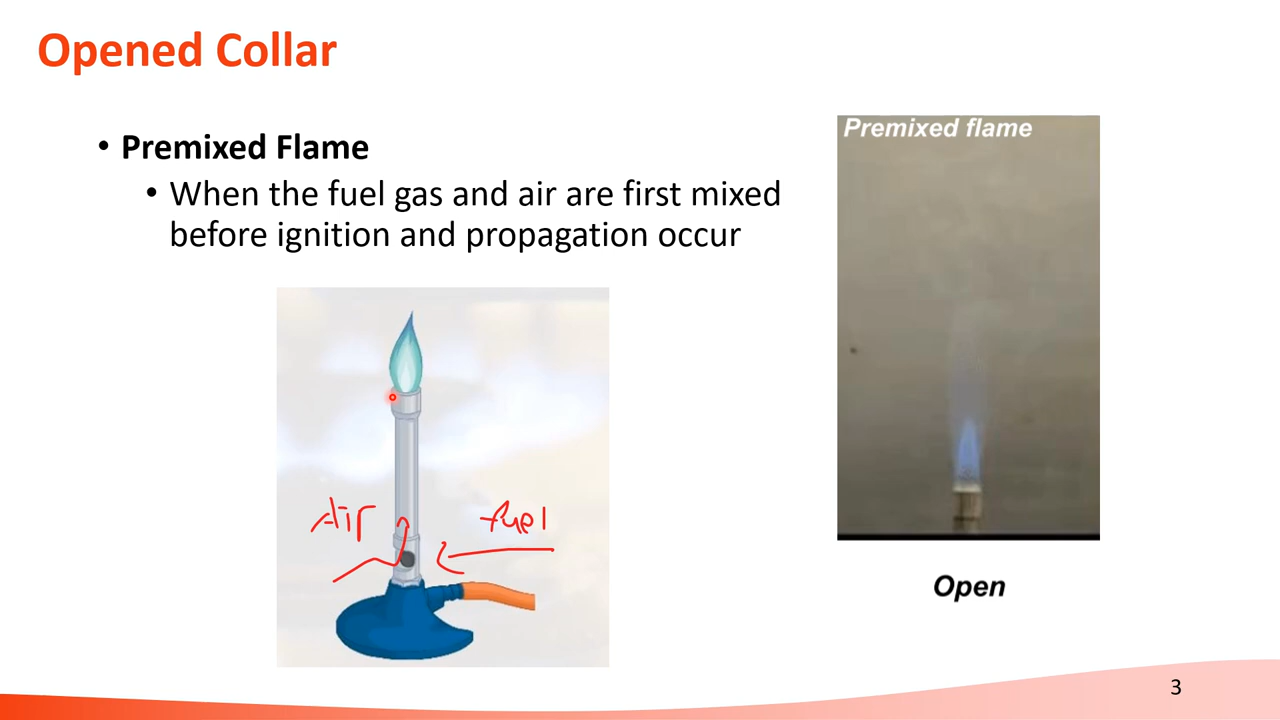 Opened Collar
• Premixed Flame
• When the fuel gas and air are first mixed
before ignition and propagation occur
Premixed flame
Air
fuel
Open
3